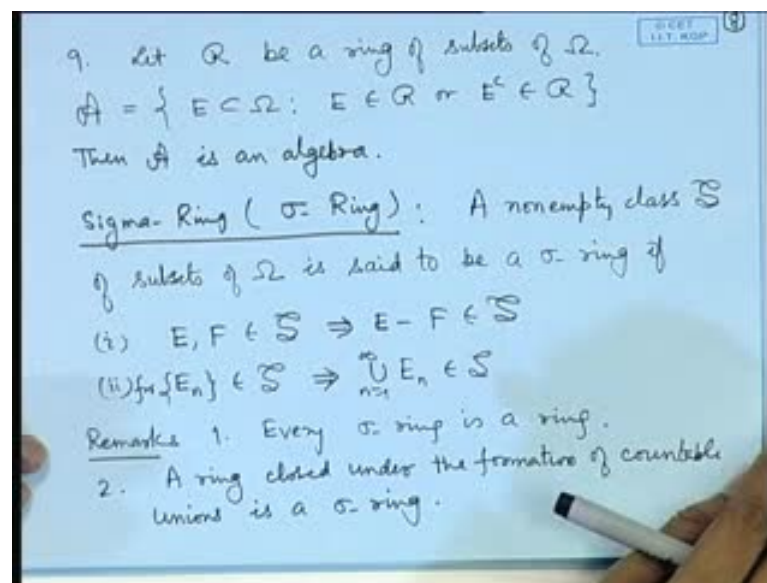 9. Let R be a ring of subsets of Ω.
A = { E ⊂ Ω : E ∈ R or E^c ∈ R }
Then A is an algebra.
Sigma-Ring ( σ- Ring) : A nonempty class S
of subsets of Ω is said to be a σ- ring if
(i) E, F ∈ S ⇒ E - F ∈ S
(ii) for {E_n} ∈ S ⇒ ∪_{n=1}^{∞} E_n ∈ S
Remarks 1. Every σ- ring is a ring.
2. A ring closed under the formation of countable
unions is a σ- ring.
I.I.T. KGP